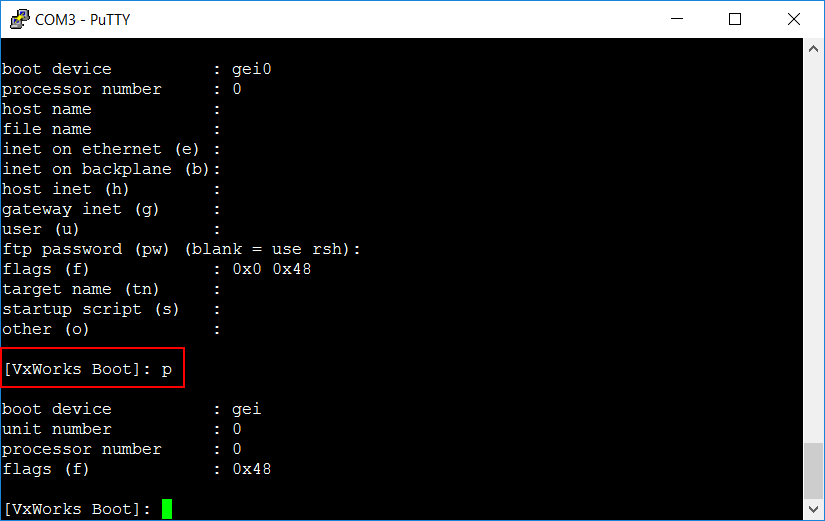 COM3 - PuTTY
boot device          : gei0
processor number     : 0
host name            :
file name            :
inet on ethernet (e) :
inet on backplane (b):
host inet (h)        :
gateway inet (g)     :
user (u)             :
ftp password (pw) (blank = use rsh):
flags (f)            : 0x0 0x48
target name (tn)     :
startup script (s)   :
other (o)            :
[VxWorks Boot]: p
boot device          : gei
unit number          : 0
processor number     : 0
flags (f)            : 0x48
[VxWorks Boot]: